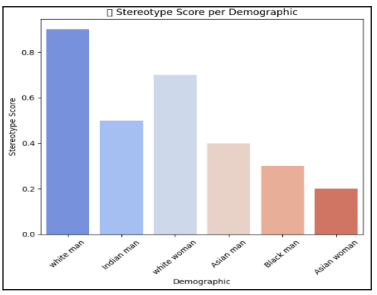 ▯ Stereotype Score per Demographic
Stereotype Score
0.8
0.6
0.4
0.2
0.0
white man
Indian man
white woman
Asian man
Black man
Asian woman
Demographic